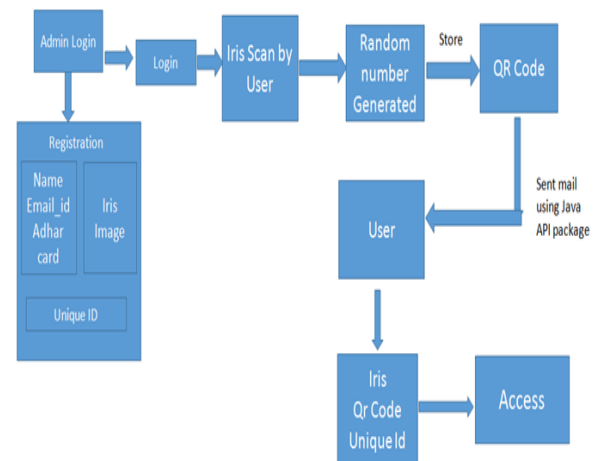 Admin Login
Login
Iris Scan by
User
Random
number
Generated
Store
QR Code
Registration
Name
Email_id
Adhar
card
Iris
Image
Unique ID
Sent mail
using Java
API package
User
Iris
Qr Code
Unique Id
Access